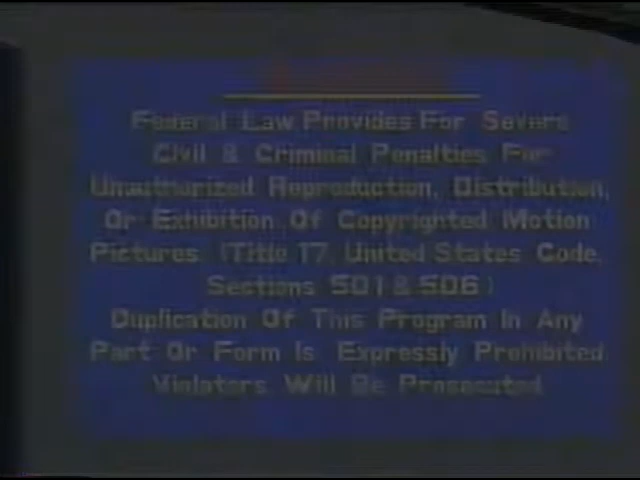 Federal Law Provides For Severe
Civil & Criminal Penalties For
Unauthorized Reproduction, Distribution,
Or Exhibition Of Copyrighted Motion
Pictures (Title 17, United States Code,
Sections 501 & 506)
Duplication Of This Program In Any
Part Or Form Is Expressly Prohibited
Violators Will Be Prosecuted